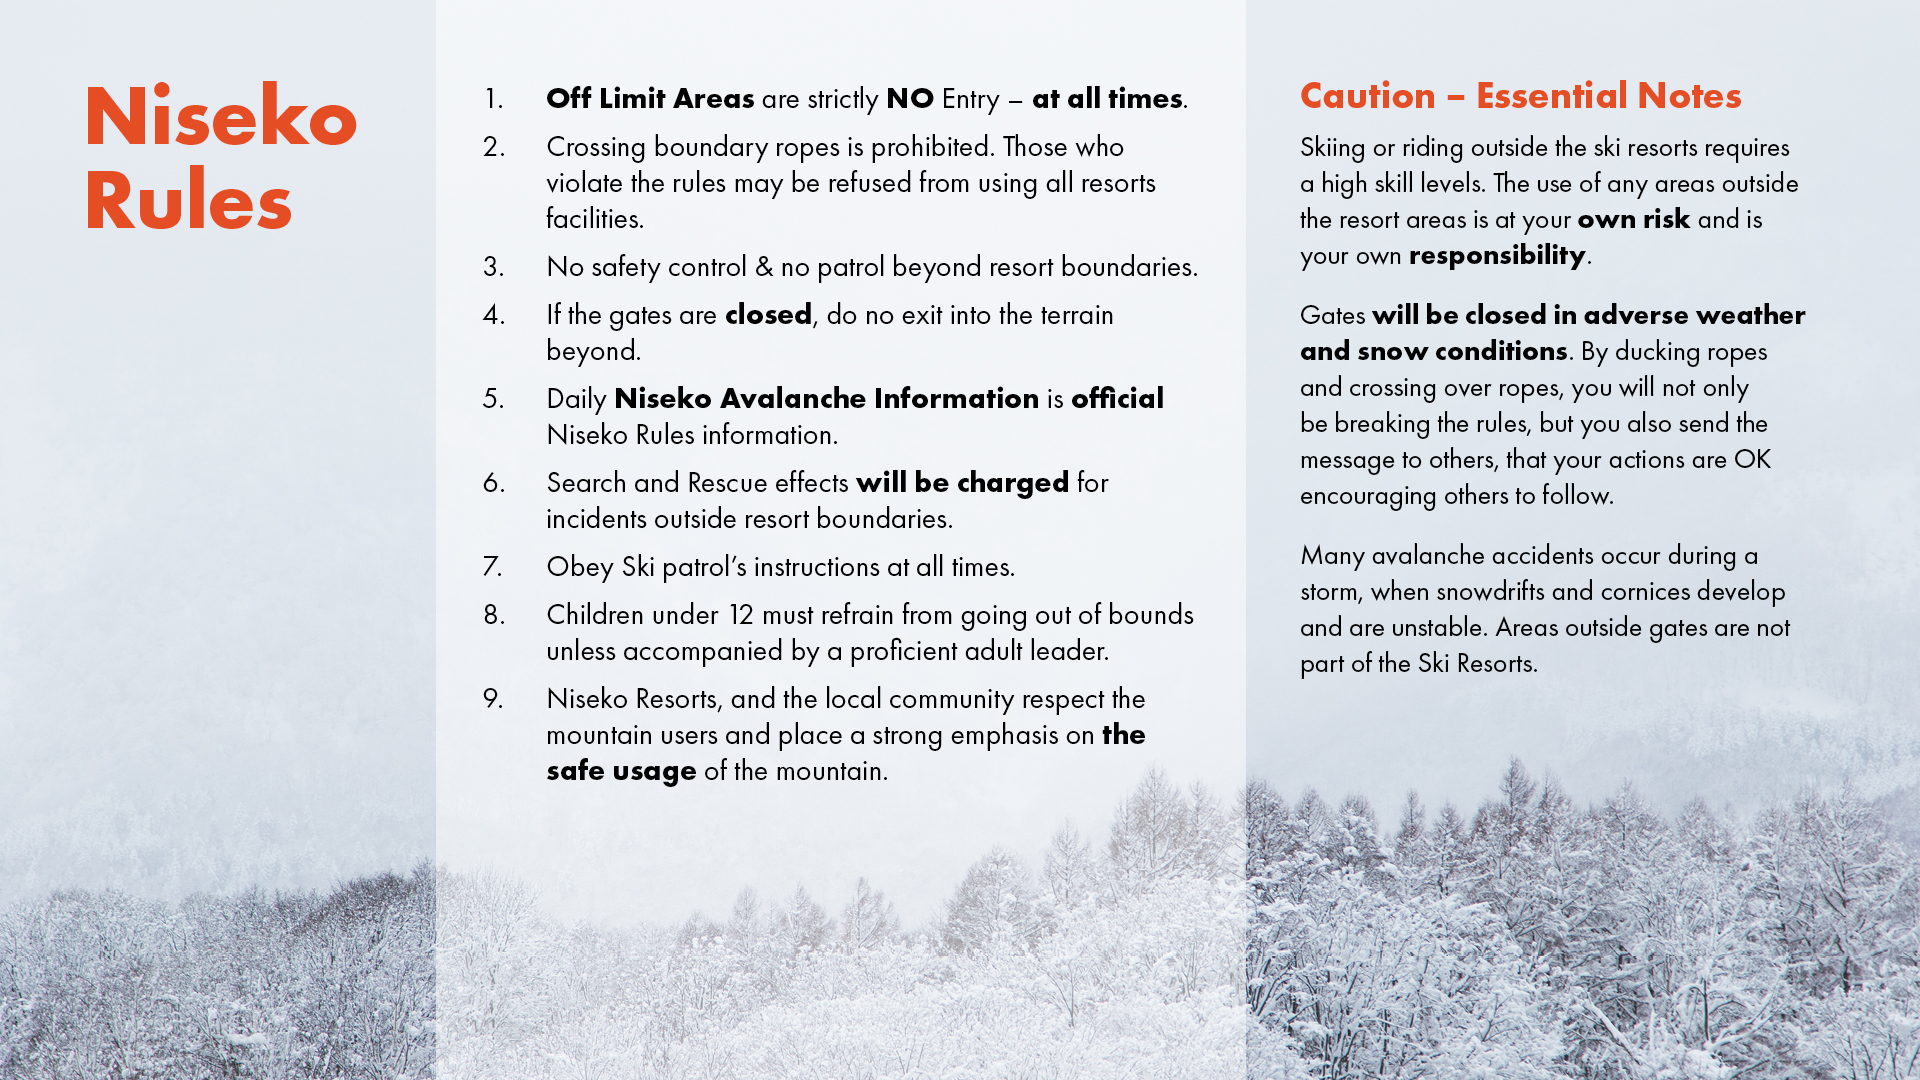 Niseko
Rules
1. Off Limit Areas are strictly NO Entry – at all times.
2. Crossing boundary ropes is prohibited. Those who
violate the rules may be refused from using all resorts
facilities.
3. No safety control & no patrol beyond resort boundaries.
4. If the gates are closed, do no exit into the terrain
beyond.
5. Daily Niseko Avalanche Information is official
Niseko Rules information.
6. Search and Rescue effects will be charged for
incidents outside resort boundaries.
7. Obey Ski patrol’s instructions at all times.
8. Children under 12 must refrain from going out of bounds
unless accompanied by a proficient adult leader.
9. Niseko Resorts, and the local community respect the
mountain users and place a strong emphasis on the
safe usage of the mountain.
Caution – Essential Notes
Skiing or riding outside the ski resorts requires
a high skill levels. The use of any areas outside
the resort areas is at your own risk and is
your own responsibility.
Gates will be closed in adverse weather
and snow conditions. By ducking ropes
and crossing over ropes, you will not only
be breaking the rules, but you also send the
message to others, that your actions are OK
encouraging others to follow.
Many avalanche accidents occur during a
storm, when snowdrifts and cornices develop
and are unstable. Areas outside gates are not
part of the Ski Resorts.